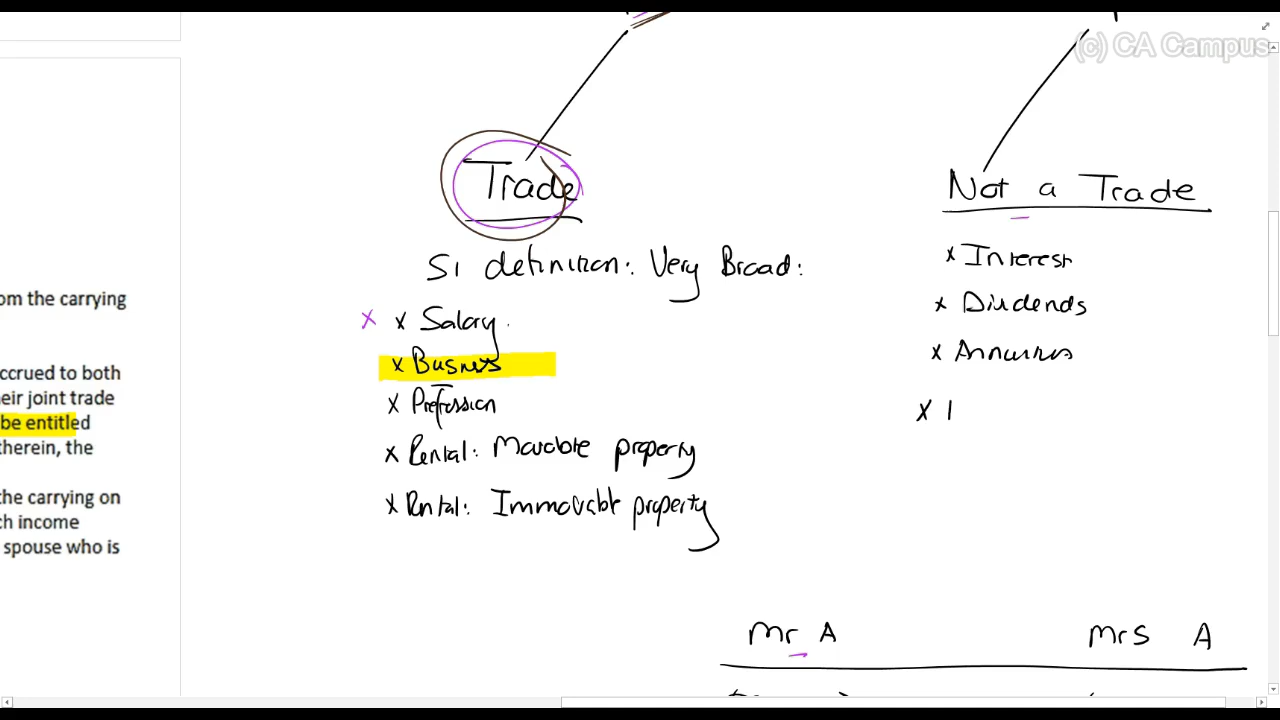 (c) CA Campus
Trade
Not a Trade
S1 definition: Very Broad:
x Interest
x Dividends
x Annuities
x x Salary
x Business
x Profession
x Rental: Movable property
x Rental: Immovable property
x I
om the carrying
ccrued to both
eir joint trade
be entitled
therein, the
the carrying on
ch income
spouse who is
Mr A
Mrs A